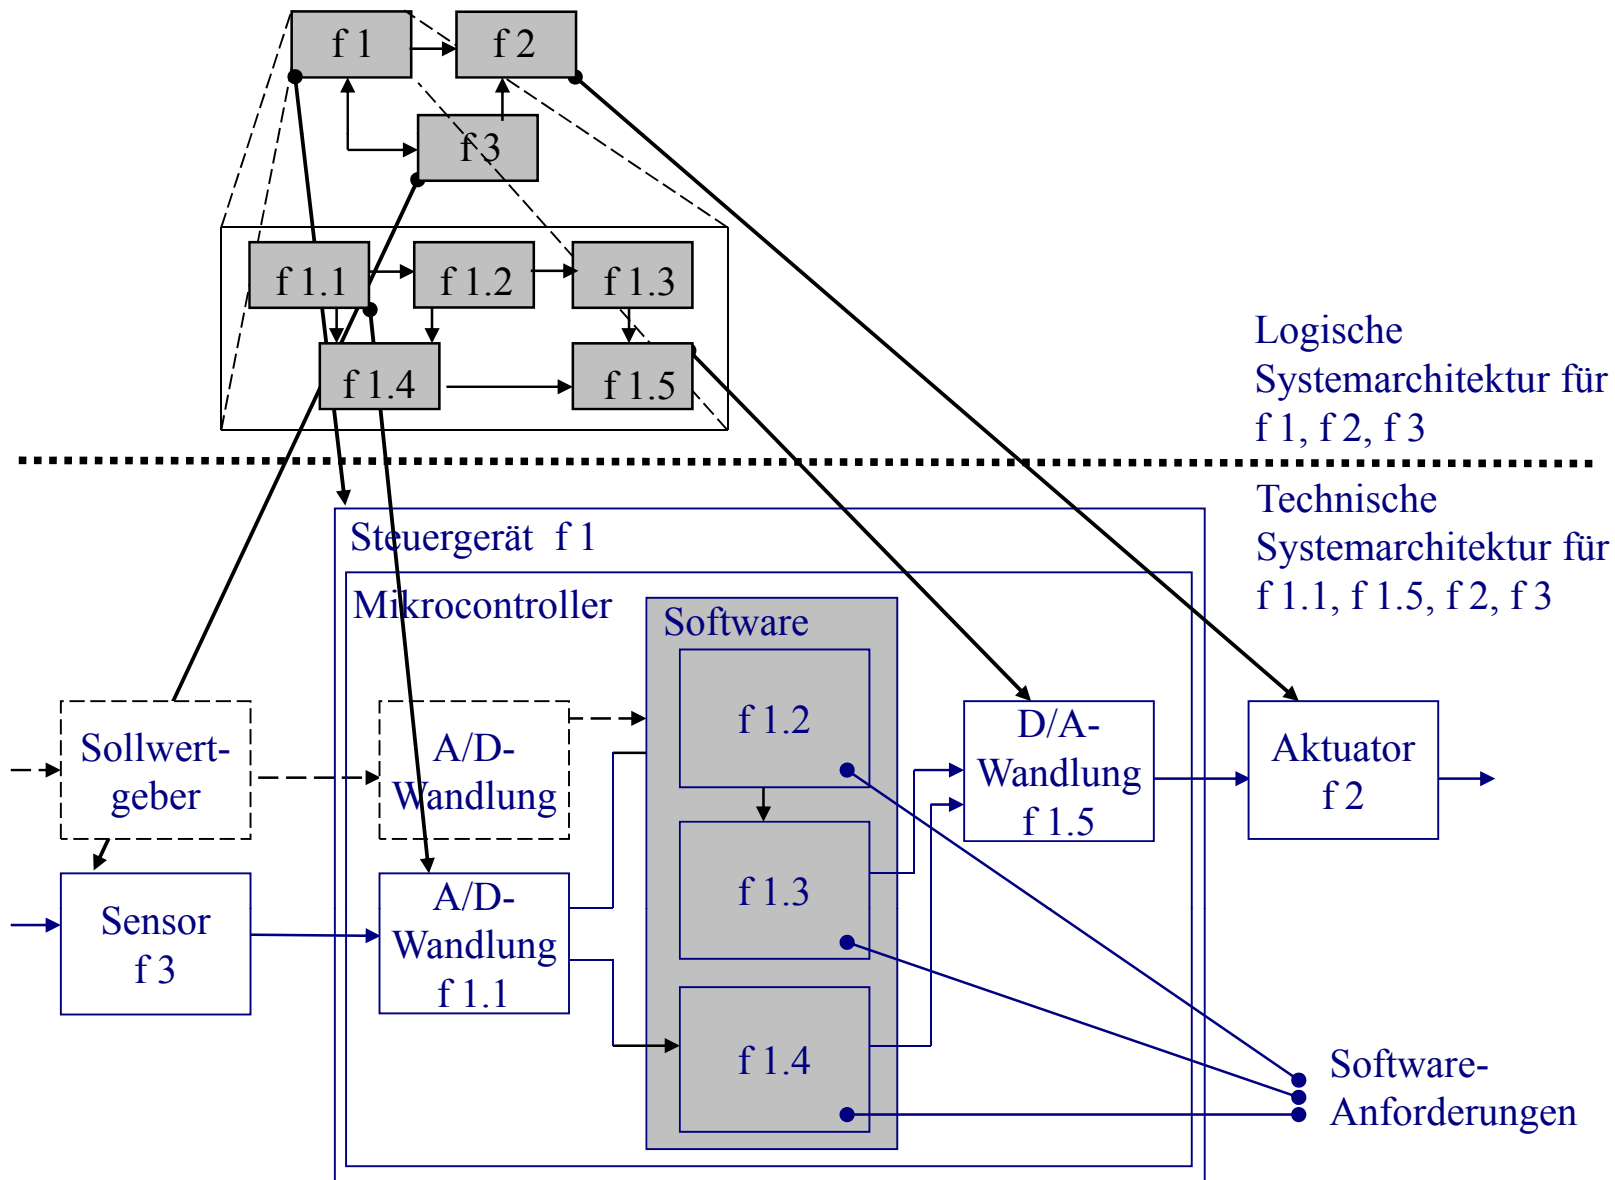 f 1
f 2
f 3
f 1.1
f 1.2
f 1.3
f 1.4
f 1.5
Logische
Systemarchitektur für
f 1, f 2, f 3
Technische
Systemarchitektur für
f 1.1, f 1.5, f 2, f 3
Steuergerät f 1
Mikrocontroller
Software
Sollwert-
geber
A/D-
Wandlung
f 1.2
D/A-
Wandlung
f 1.5
Aktuator
f 2
Sensor
f 3
A/D-
Wandlung
f 1.1
f 1.3
f 1.4
Software-
Anforderungen